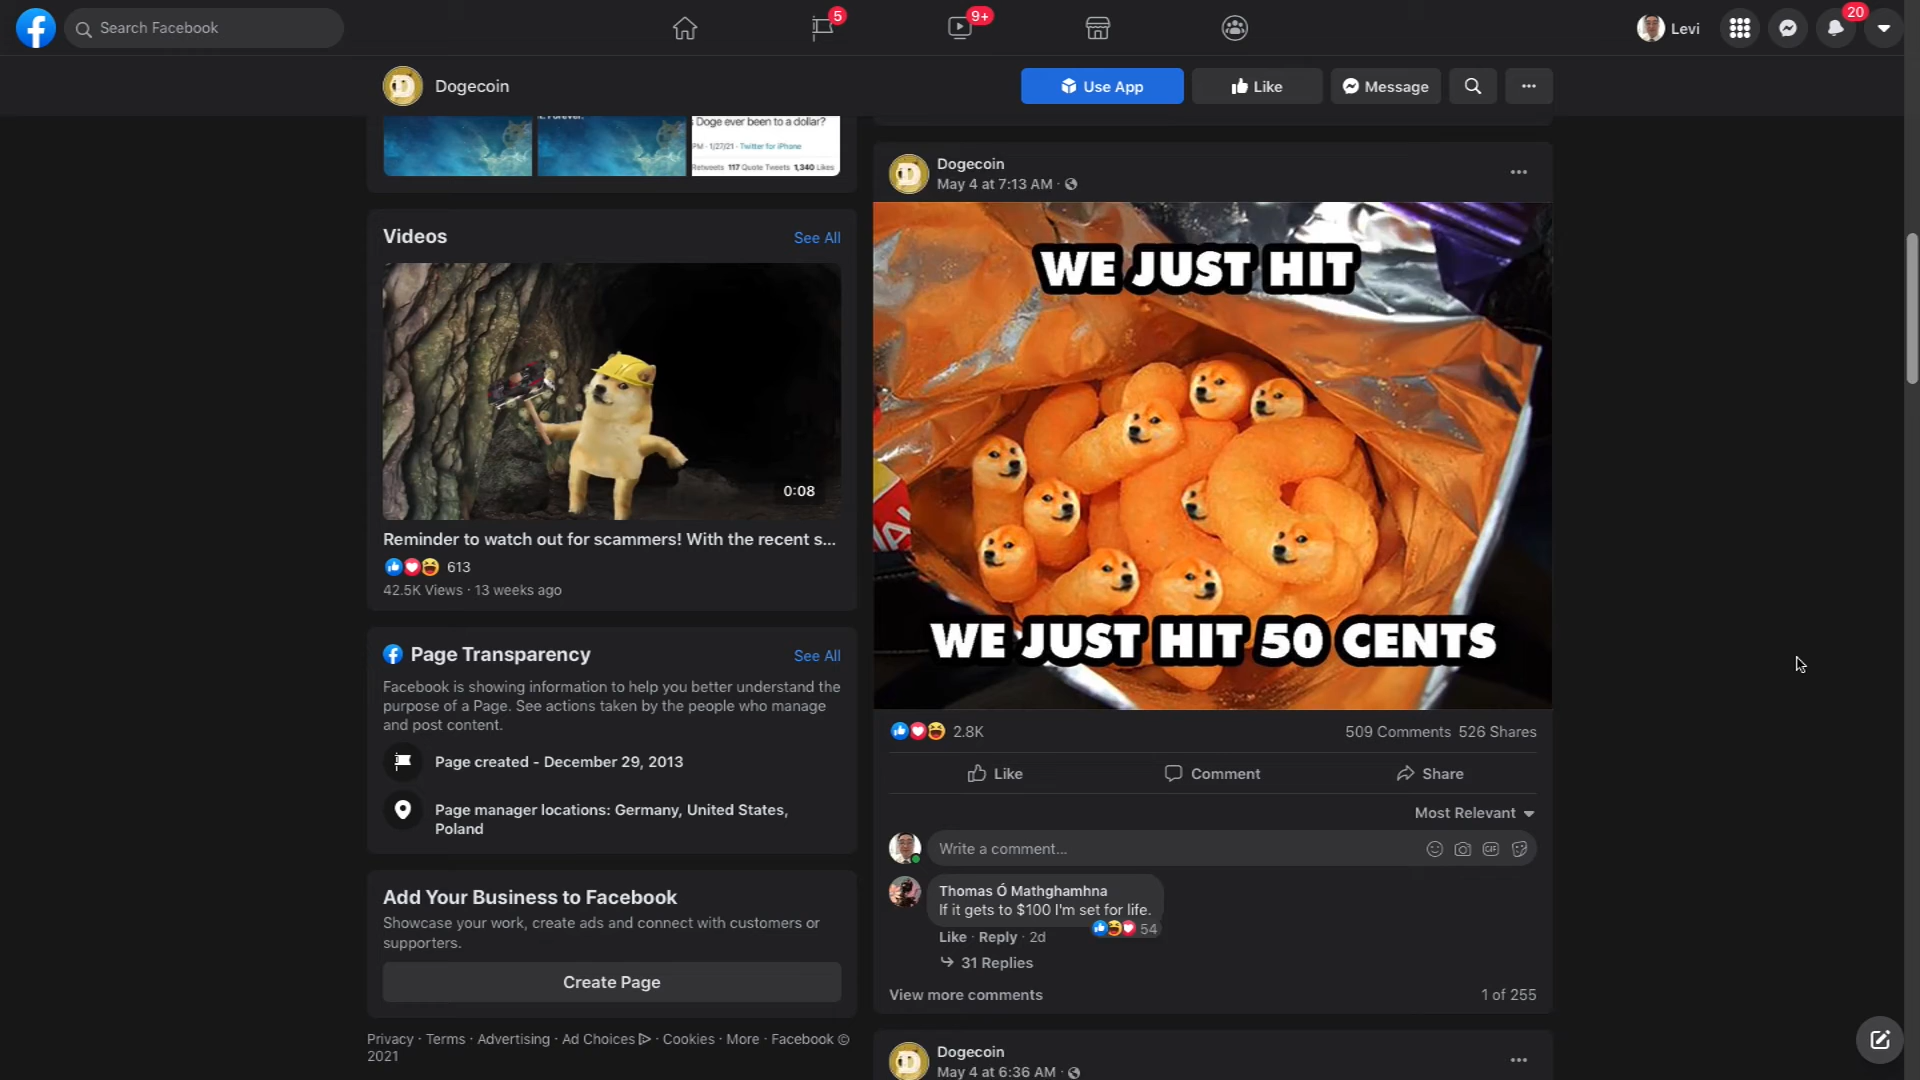 Search Facebook
5
9+
Levi
20
Dogecoin
Use App
Like
Message
Doge ever been to a dollar?
PM · 1/27/21 · Twitter for iPhone
Retweets 117 Quote Tweets 1,340 Likes
Videos
See All
0:08
Reminder to watch out for scammers! With the recent s...
613
42.5K Views · 13 weeks ago
Page Transparency
See All
Facebook is showing information to help you better understand the
purpose of a Page. See actions taken by the people who manage
and post content.
Page created - December 29, 2013
Page manager locations: Germany, United States,
Poland
Add Your Business to Facebook
Showcase your work, create ads and connect with customers or
supporters.
Create Page
Privacy · Terms · Advertising · Ad Choices · Cookies · More · Facebook ©
2021
Dogecoin
May 4 at 7:13 AM ·
WE JUST HIT
WE JUST HIT 50 CENTS
2.8K
509 Comments 526 Shares
Like
Comment
Share
Most Relevant
Write a comment...
GIF
Thomas Ó Mathghamhna
If it gets to $100 I'm set for life.
54
Like · Reply · 2d
31 Replies
View more comments
1 of 255
Dogecoin
May 4 at 6:36 AM ·